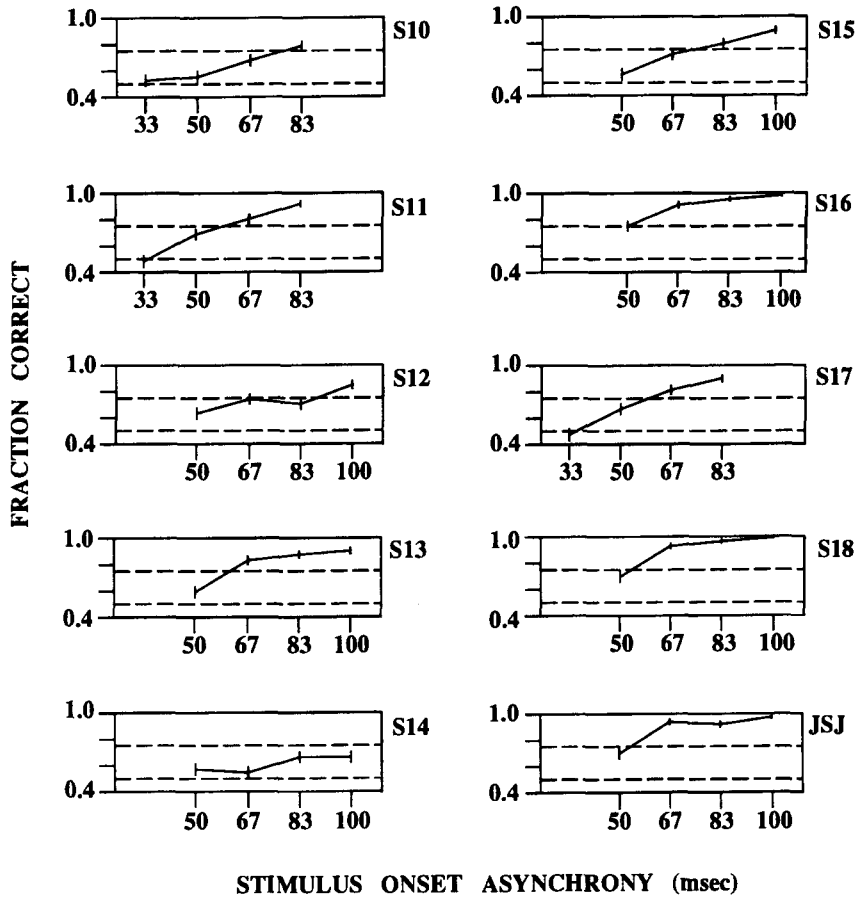 FRACTION CORRECT
1.0
0.4
S10
33 50 67 83
1.0
0.4
S15
50 67 83 100
1.0
0.4
S11
33 50 67 83
1.0
0.4
S16
50 67 83 100
1.0
0.4
S12
50 67 83 100
1.0
0.4
S17
33 50 67 83
1.0
0.4
S13
50 67 83 100
1.0
0.4
S18
50 67 83 100
1.0
0.4
S14
50 67 83 100
1.0
0.4
JSJ
50 67 83 100
STIMULUS ONSET ASYNCHRONY (msec)